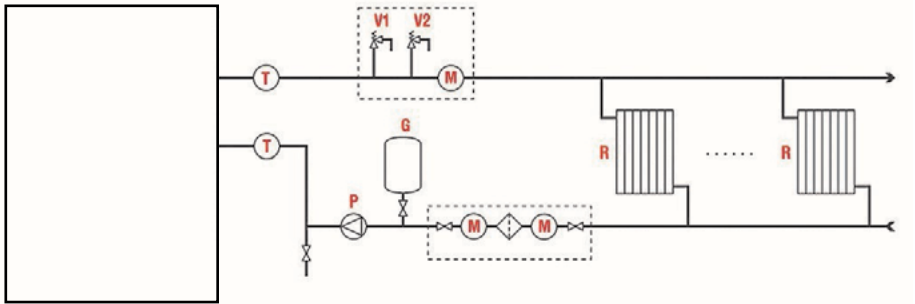 V1 V2
T M
T
G
R ...... R
P
M M